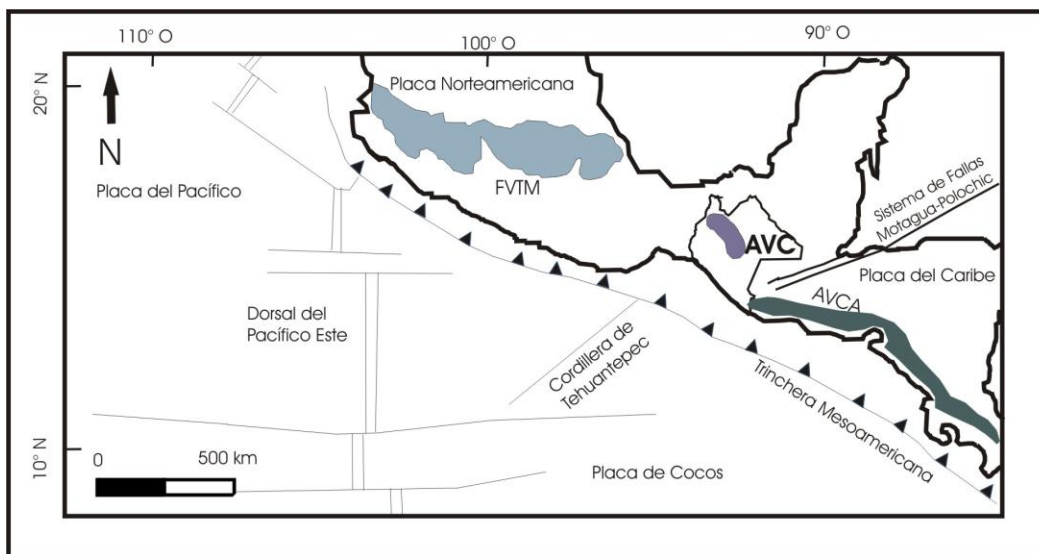 110° O
100° O
90° O
20° N
10° N
N
Placa Norteamericana
FVTM
Placa del Pacífico
AVC
Sistema de Fallas
Motagua-Polochic
Placa del Caribe
AVCA
Dorsal del
Pacífico Este
Cordillera de
Tehuantepec
Trinchera Mesoamericana
0 500 km
Placa de Cocos